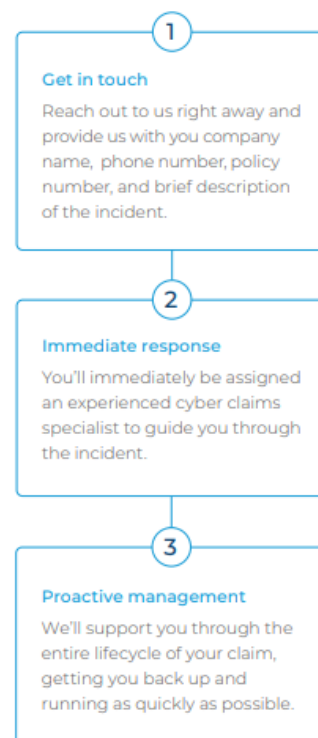 1
Get in touch
Reach out to us right away and
provide us with you company
name, phone number, policy
number, and brief description
of the incident.
2
Immediate response
You'll immediately be assigned
an experienced cyber claims
specialist to guide you through
the incident.
3
Proactive management
We'll support you through the
entire lifecycle of your claim,
getting you back up and
running as quickly as possible.